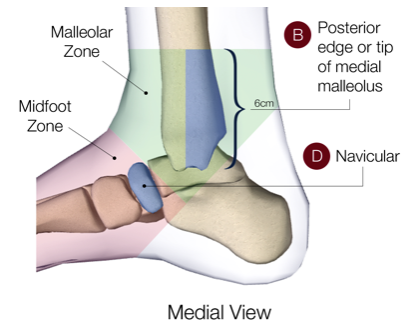 Malleolar
Zone
Midfoot
Zone
B
Posterior
edge or tip
of medial
malleolus
6cm
D
Navicular
Medial View